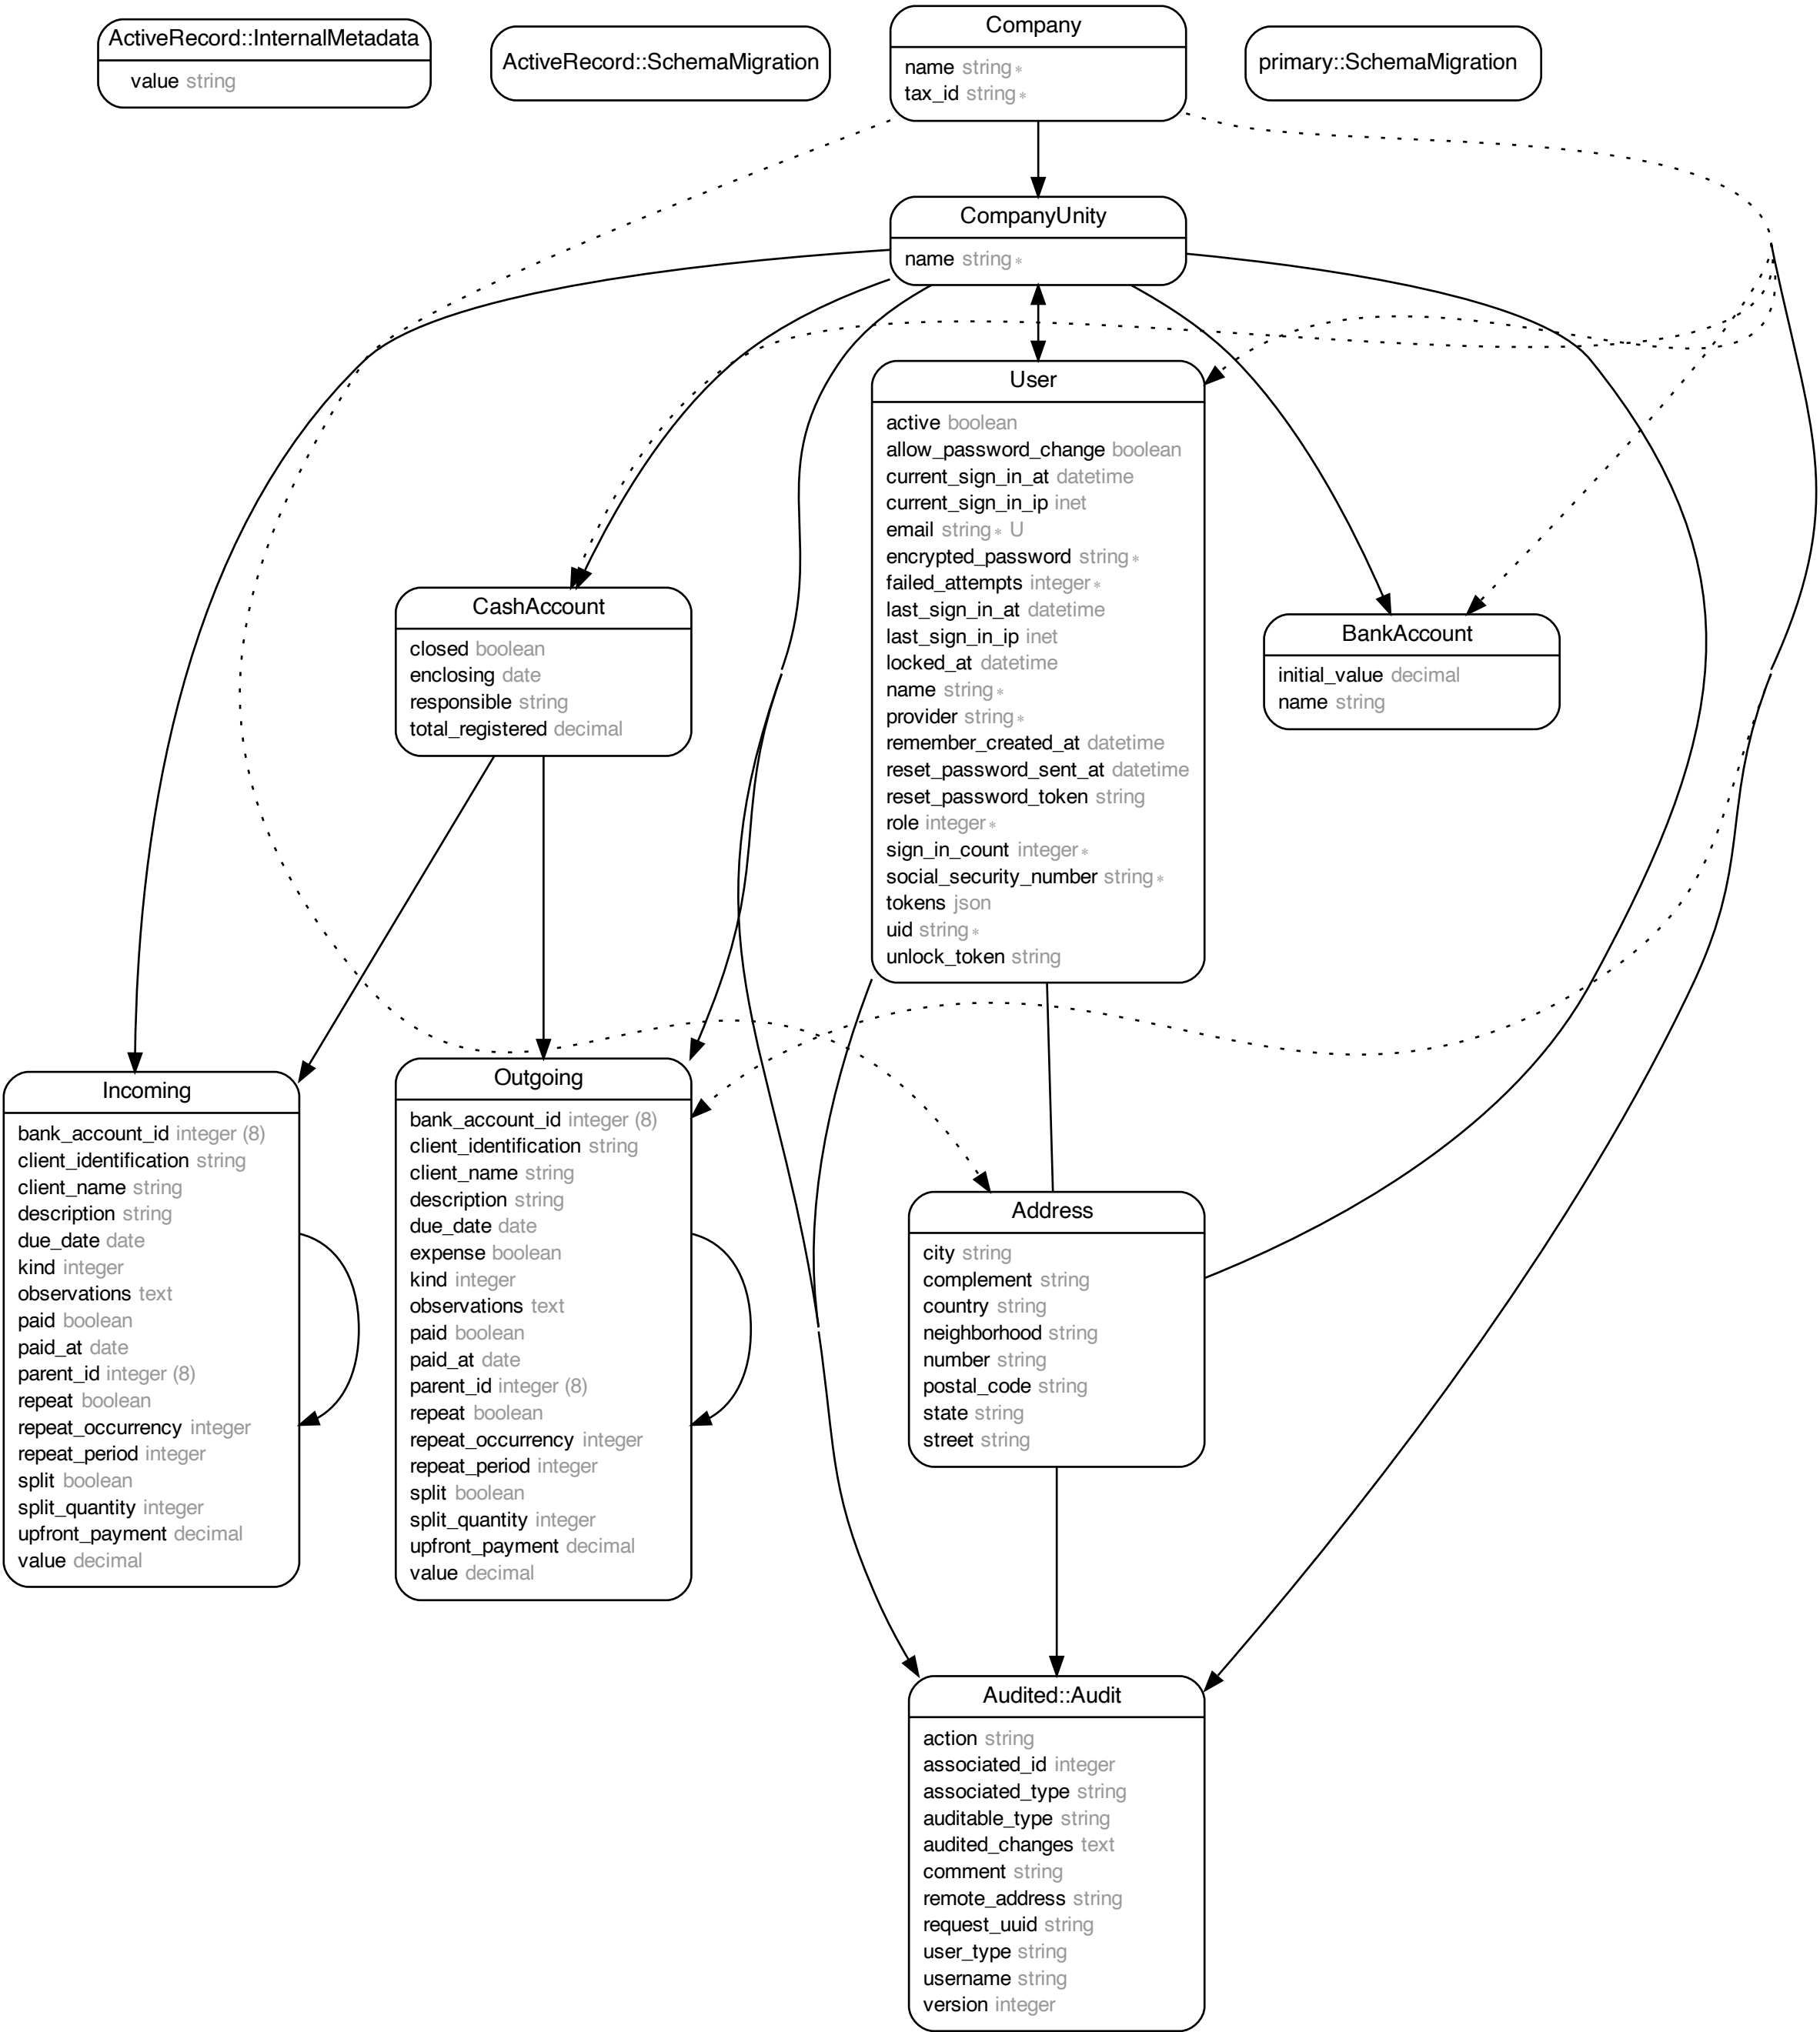 ActiveRecord::InternalMetadata
value string
ActiveRecord::SchemaMigration
Company
name string *
tax_id string *
primary::SchemaMigration
CompanyUnity
name string *
User
active boolean
allow_password_change boolean
current_sign_in_at datetime
current_sign_in_ip inet
email string * U
encrypted_password string *
failed_attempts integer *
last_sign_in_at datetime
last_sign_in_ip inet
locked_at datetime
name string *
provider string *
remember_created_at datetime
reset_password_sent_at datetime
reset_password_token string
role integer *
sign_in_count integer *
social_security_number string *
tokens json
uid string *
unlock_token string
CashAccount
closed boolean
enclosing date
responsible string
total_registered decimal
BankAccount
initial_value decimal
name string
Incoming
bank_account_id integer (8)
client_identification string
client_name string
description string
due_date date
kind integer
observations text
paid boolean
paid_at date
parent_id integer (8)
repeat boolean
repeat_occurrency integer
repeat_period integer
split boolean
split_quantity integer
upfront_payment decimal
value decimal
Outgoing
bank_account_id integer (8)
client_identification string
client_name string
description string
due_date date
expense boolean
kind integer
observations text
paid boolean
paid_at date
parent_id integer (8)
repeat boolean
repeat_occurrency integer
repeat_period integer
split boolean
split_quantity integer
upfront_payment decimal
value decimal
Address
city string
complement string
country string
neighborhood string
number string
postal_code string
state string
street string
Audited::Audit
action string
associated_id integer
associated_type string
auditable_type string
audited_changes text
comment string
remote_address string
request_uuid string
user_type string
username string
version integer